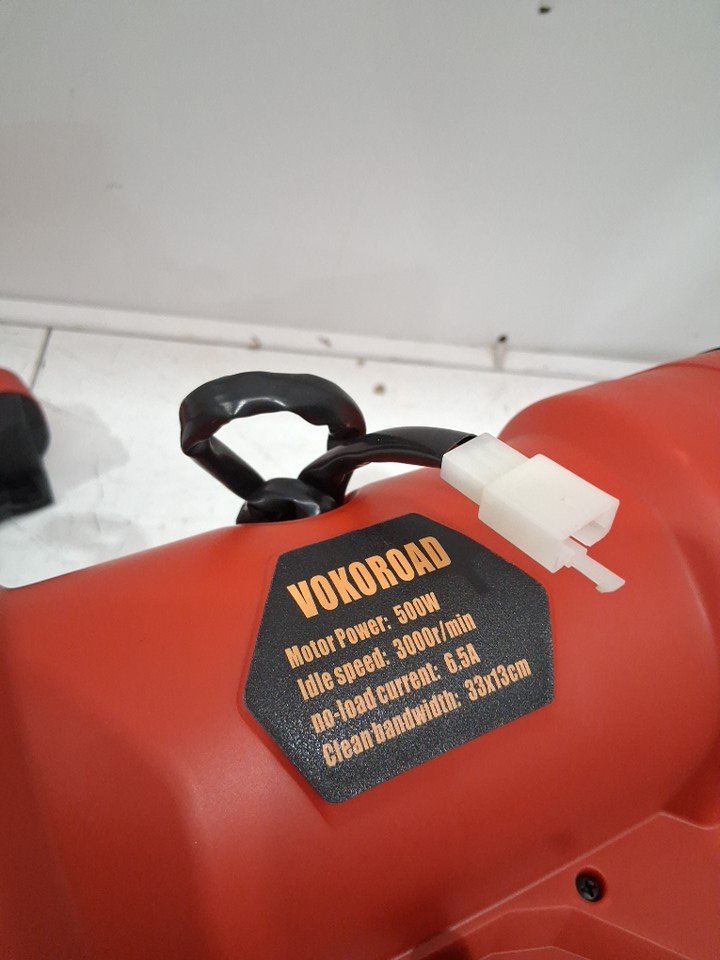 VOKOROAD
Motor Power: 500W
Idle speed: 3000r/min
no-load current: 6.5A
Clean bandwidth: 33x13cm